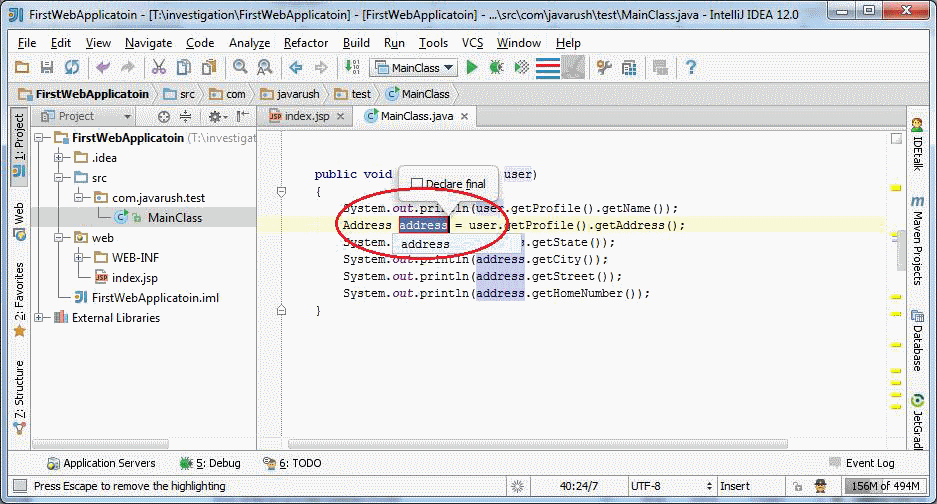 FirstWebApplicatoin - [T:\investigation\FirstWebApplicatoin] - [FirstWebApplicatoin] - ...\src\com\javarush\test\MainClass.java - IntelliJ IDEA 12.0
File Edit View Navigate Code Analyze Refactor Build Run Tools VCS Window Help
MainClass
FirstWebApplicatoin src com javarush test MainClass
1: Project
Web
2: Favorites
7: Structure
Project
FirstWebApplicatoin (T:\investigat
.idea
src
com.javarush.test
MainClass
web
WEB-INF
index.jsp
FirstWebApplicatoin.iml
External Libraries
index.jsp MainClass.java
public void user)
Declare final
{
System.out.println(user.getProfile().getName());
Address address = user.getProfile().getAddress();
address
System. .getState());
System.out.println(address.getCity());
System.out.println(address.getStreet());
System.out.println(address.getHomeNumber());
}
IDEtalk
Maven Projects
Database
JetGradl
Application Servers 5: Debug 6: TODO Event Log
Press Escape to remove the highlighting 40:24/7 UTF-8 Insert 156M of 494M